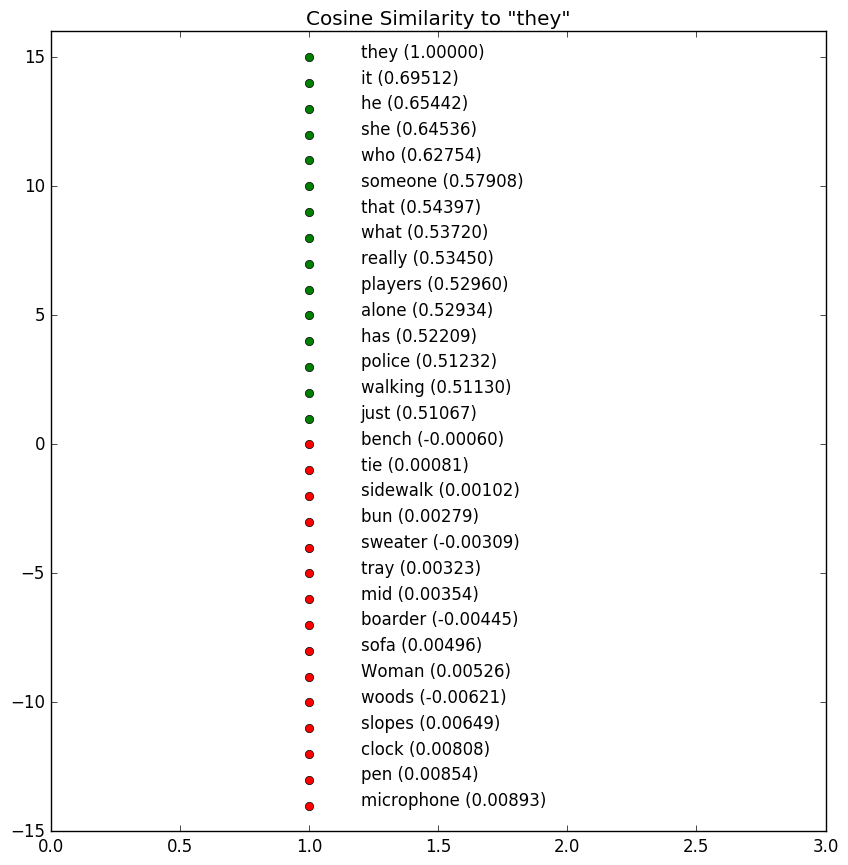 Cosine Similarity to "they"
15
they (1.00000)
it (0.69512)
he (0.65442)
she (0.64536)
who (0.62754)
10
someone (0.57908)
that (0.54397)
what (0.53720)
really (0.53450)
players (0.52960)
5
alone (0.52934)
has (0.52209)
police (0.51232)
walking (0.51130)
just (0.51067)
0
bench (-0.00060)
tie (0.00081)
sidewalk (0.00102)
bun (0.00279)
sweater (-0.00309)
−5
tray (0.00323)
mid (0.00354)
boarder (-0.00445)
sofa (0.00496)
Woman (0.00526)
−10
woods (-0.00621)
slopes (0.00649)
clock (0.00808)
pen (0.00854)
microphone (0.00893)
−15
0.0 0.5 1.0 1.5 2.0 2.5 3.0